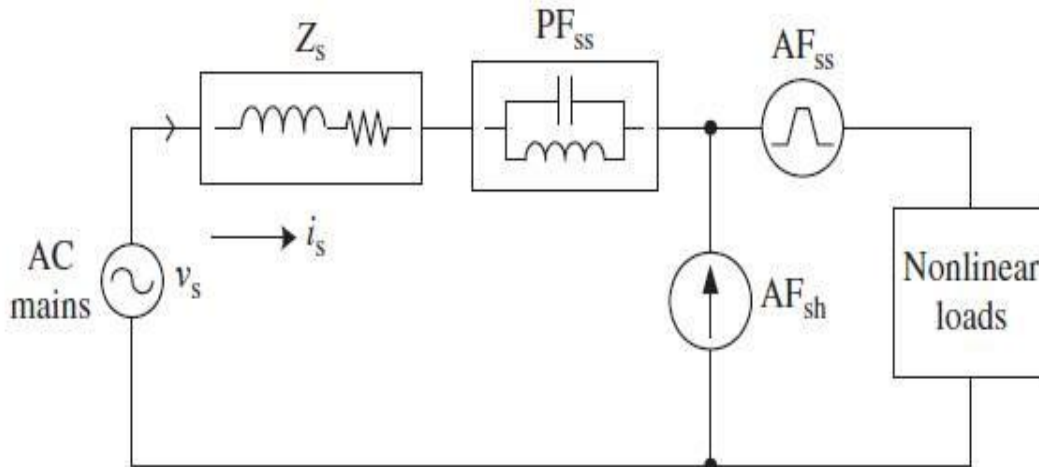 Zs
PFss
AFss
is
AC
mains
vs
AFsh
Nonlinear
loads